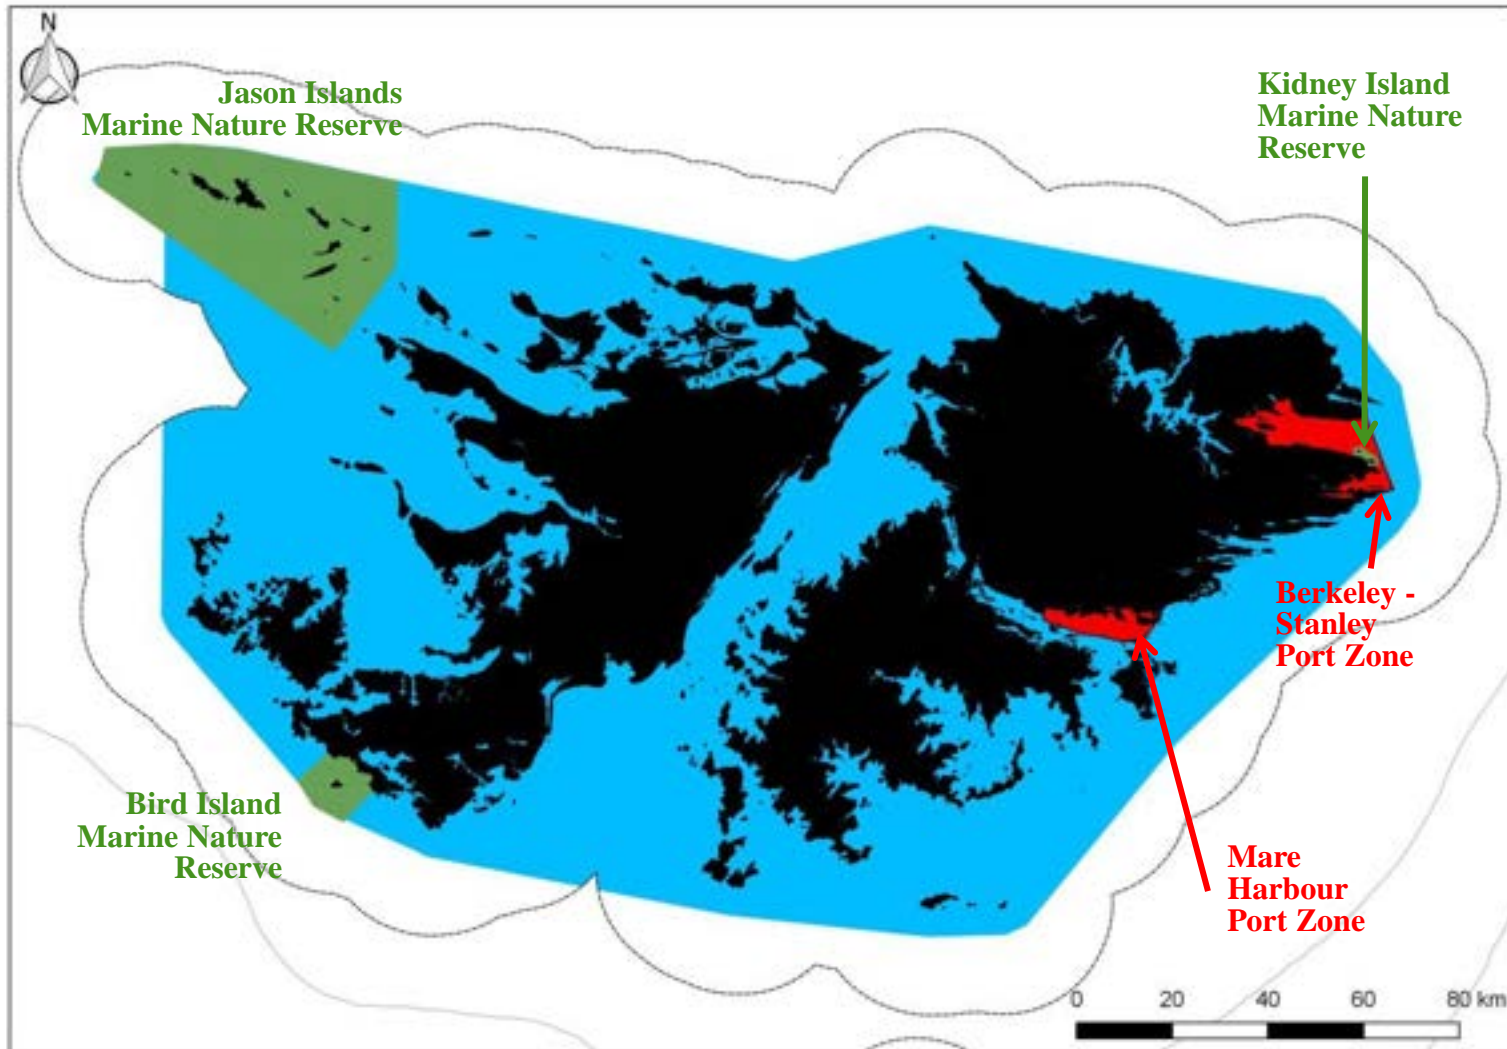 N
Jason Islands
Marine Nature Reserve
Kidney Island
Marine Nature
Reserve
Berkeley -
Stanley
Port Zone
Bird Island
Marine Nature
Reserve
Mare
Harbour
Port Zone
0 20 40 60 80 km